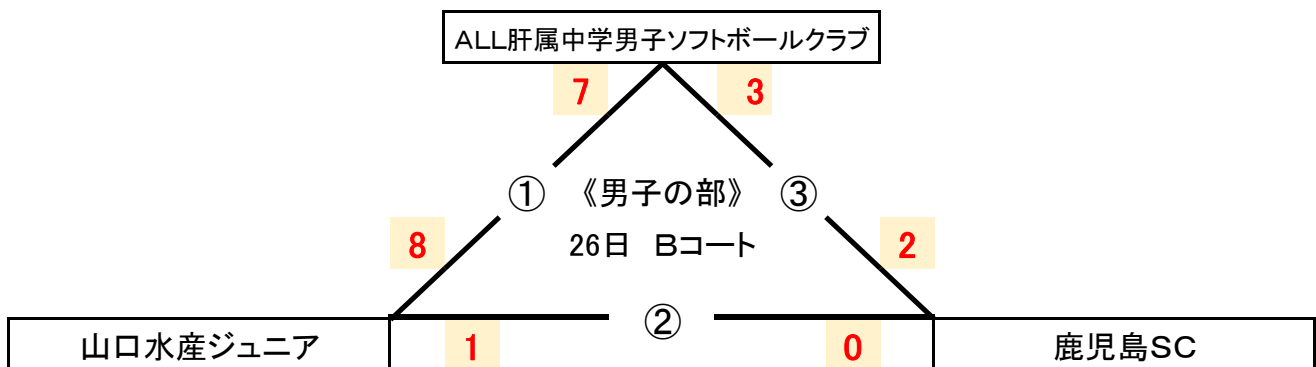 ALL肝属中学男子ソフトボールクラブ
7 3
① 《男子の部》 ③
8 26日 Bコート 2
②
山口水産ジュニア 1 0 鹿児島SC